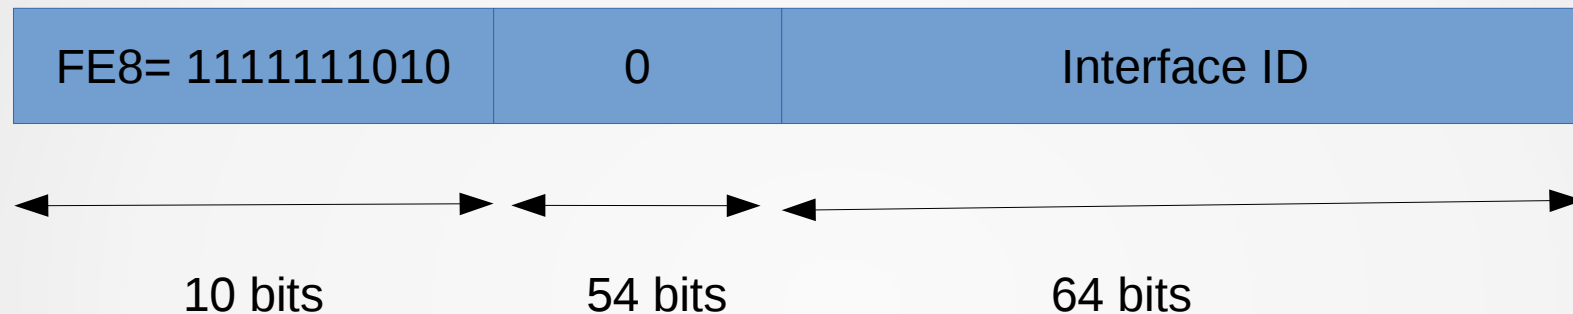 FE8= 1111111010 0 Interface ID
10 bits 54 bits 64 bits